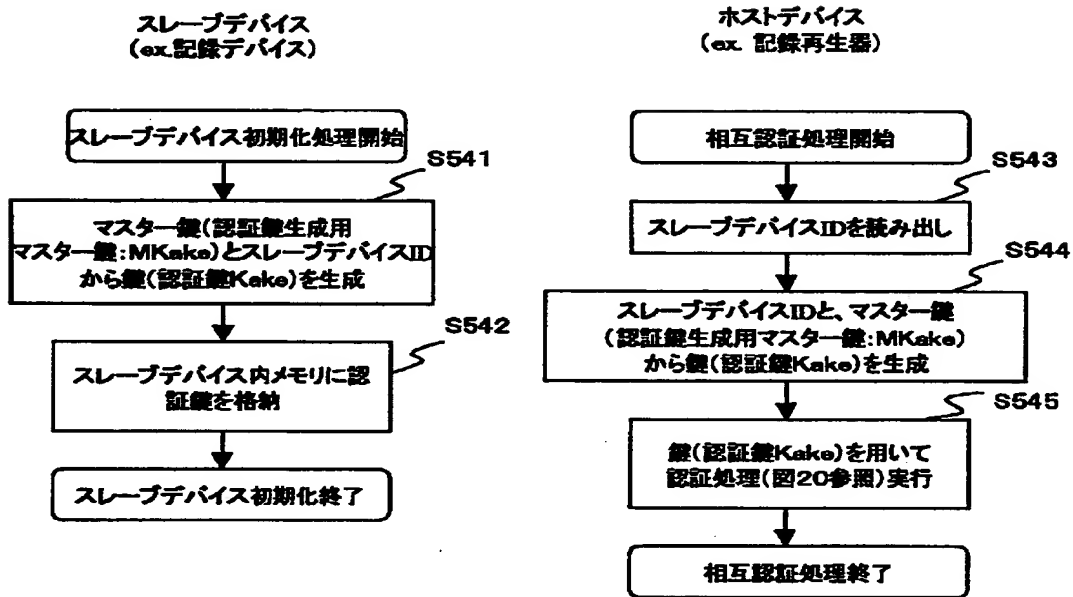 スレーブデバイス
(ex.記録デバイス)
スレーブデバイス初期化処理開始
S541
マスター鍵(認証鍵生成用
マスター鍵:MKake)とスレーブデバイスID
から鍵(認証鍵Kake)を生成
S542
スレーブデバイス内メモリに認
証鍵を格納
スレーブデバイス初期化終了
ホストデバイス
(ex. 記録再生器)
相互認証処理開始
S543
スレーブデバイスIDを読み出し
S544
スレーブデバイスIDと、マスター鍵
(認証鍵生成用マスター鍵:MKake)
から鍵(認証鍵Kake)を生成
S545
鍵(認証鍵Kake)を用いて
認証処理(図20参照)実行
相互認証処理終了